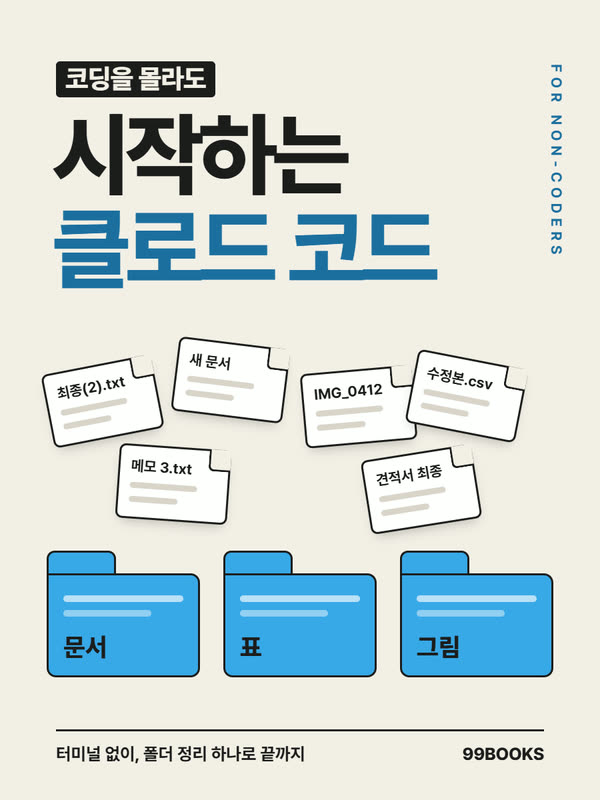 코딩을 몰라도
시작하는
클로드 코드
FOR NON-CODERS
최종(2).txt
새 문서
IMG_0412
수정본.csv
메모 3.txt
견적서 최종
문서
표
그림
터미널 없이, 폴더 정리 하나로 끝까지
99BOOKS